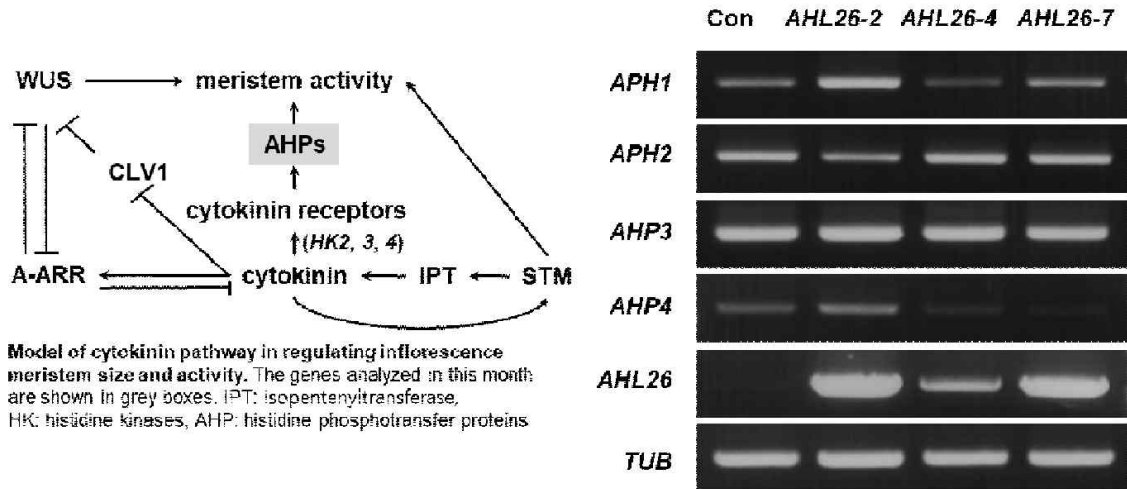 Con AHL26-2 AHL26-4 AHL26-7
WUS meristem activity
AHPs
CLV1
cytokinin receptors
(HK2, 3, 4)
A-ARR cytokinin IPT STM
Model of cytokinin pathway in regulating inflorescence
meristem size and activity. The genes analyzed in this month
are shown in grey boxes. IPT: isopentenyltransferase,
HK: histidine kinases, AHP: histidine phosphotransfer proteins
APH1
APH2
AHP3
AHP4
AHL26
TUB